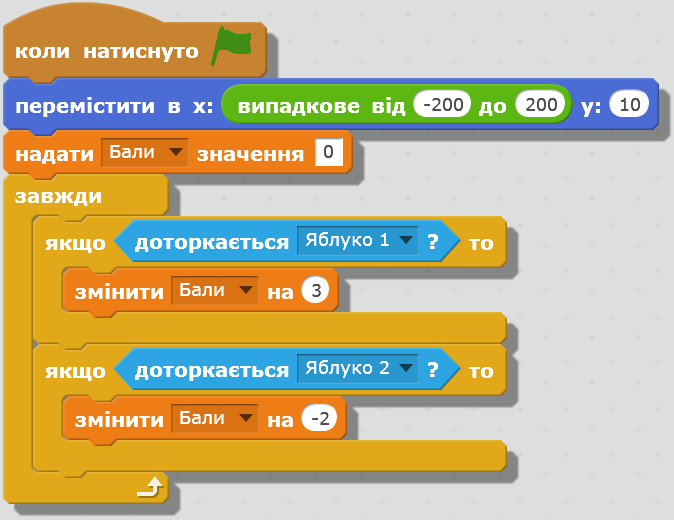 коли натиснуто
перемістити в x: випадкове від -200 до 200 y: 10
надати Бали значення 0
завжди
якщо доторкається Яблуко 1 ? то
змінити Бали на 3
якщо доторкається Яблуко 2 ? то
змінити Бали на -2